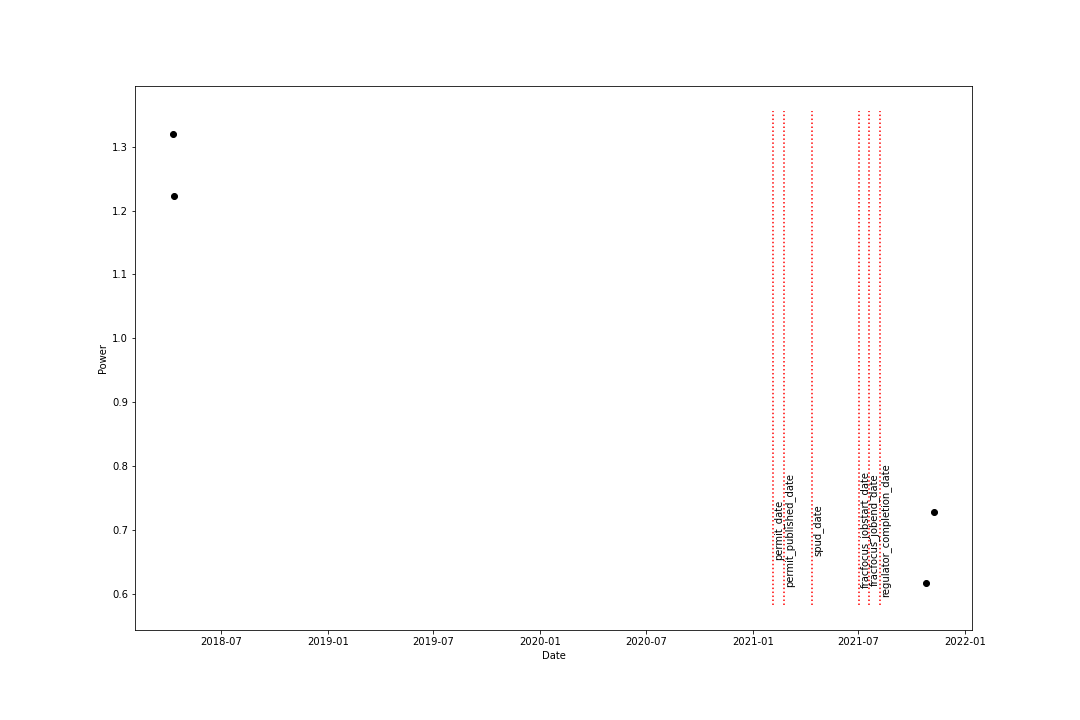 1.3
1.2
1.1
1.0
0.9
0.8
0.7
0.6
Power
permit_date
permit_published_date
spud_date
fracfocus_jobstart_date
fracfocus_jobend_date
regulator_completion_date
2018-07
2019-01
2019-07
2020-01
2020-07
2021-01
2021-07
2022-01
Date